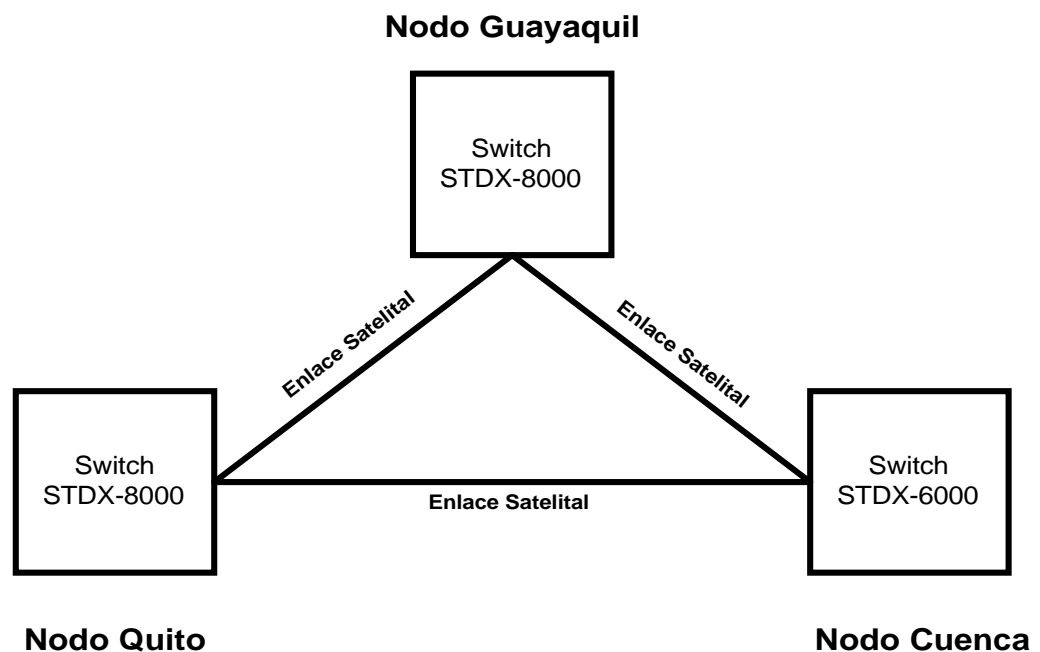 Nodo Guayaquil
Switch
STDX-8000
Enlace Satelital
Enlace Satelital
Switch
STDX-8000
Enlace Satelital
Switch
STDX-6000
Nodo Quito
Nodo Cuenca